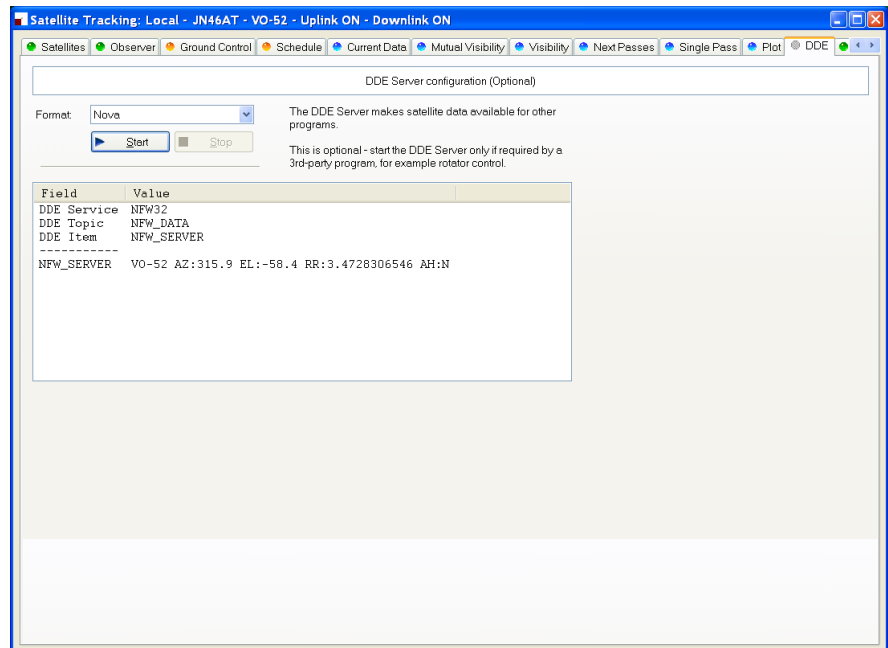 Satellite Tracking: Local - JN46AT - VO-52 - Uplink ON - Downlink ON
Satellites Observer Ground Control Schedule Current Data Mutual Visibility Visibility Next Passes Single Pass Plot DDE
DDE Server configuration (Optional)
Format: Nova
Start Stop
The DDE Server makes satellite data available for other
programs.
This is optional - start the DDE Server only if required by a
3rd-party program, for example rotator control.
Field Value
DDE Service NFW32
DDE Topic NFW_DATA
DDE Item NFW_SERVER
-----------
NFW_SERVER VO-52 AZ:315.9 EL:-58.4 RR:3.4728306546 AH:N